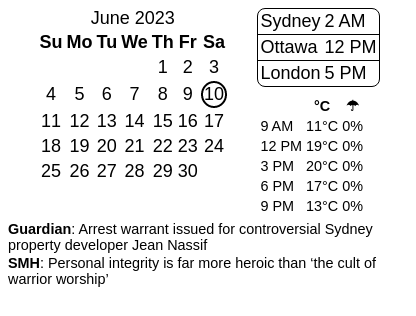 June 2023
Su Mo Tu We Th Fr Sa
1 2 3
4 5 6 7 8 9 10
11 12 13 14 15 16 17
18 19 20 21 22 23 24
25 26 27 28 29 30
Sydney 2 AM
Ottawa 12 PM
London 5 PM
°C ☂
9 AM 11°C 0%
12 PM 19°C 0%
3 PM 20°C 0%
6 PM 17°C 0%
9 PM 13°C 0%
Guardian: Arrest warrant issued for controversial Sydney
property developer Jean Nassif
SMH: Personal integrity is far more heroic than ‘the cult of
warrior worship’